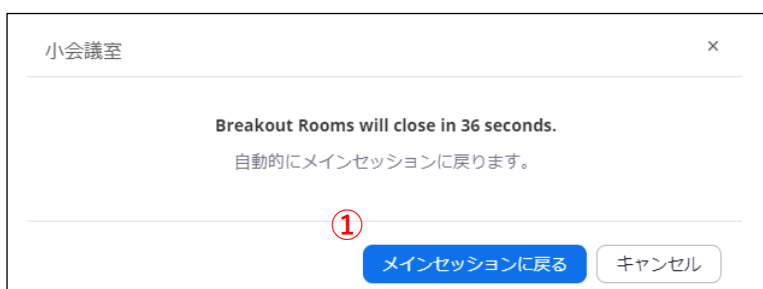 小会議室 ×
Breakout Rooms will close in 36 seconds.
自動的にメインセッションに戻ります。
①
メインセッションに戻る キャンセル